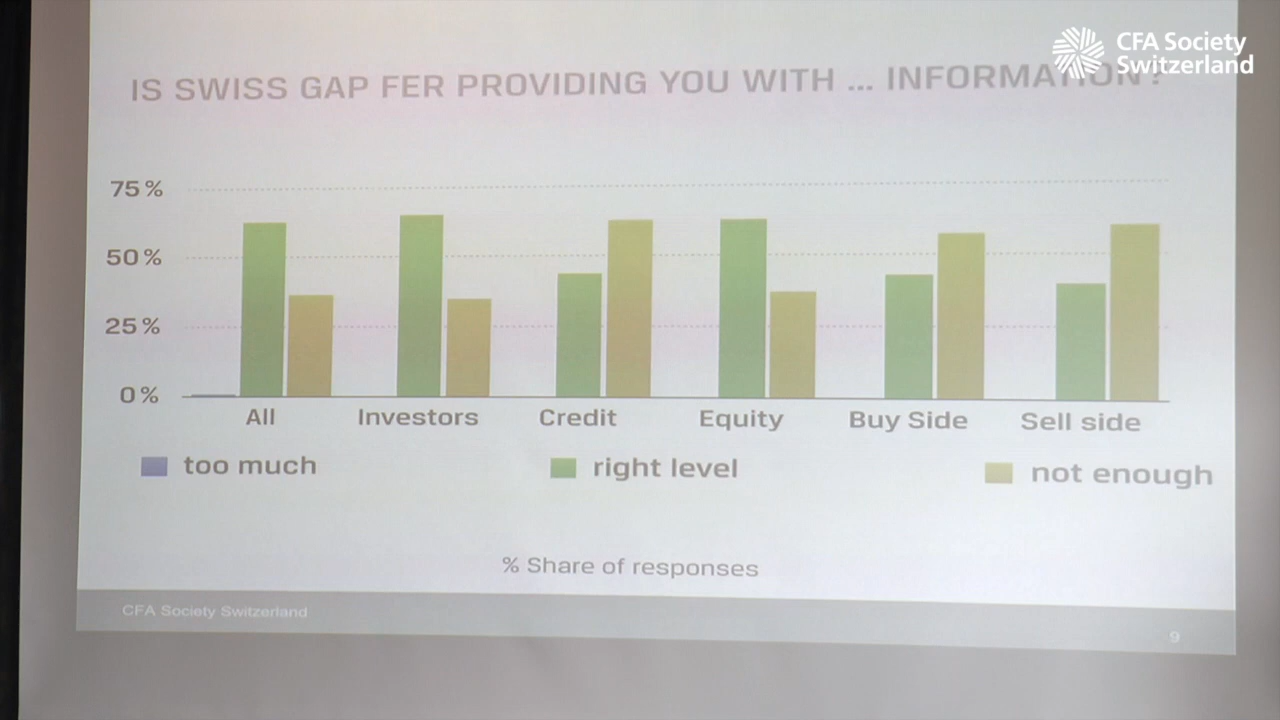 CFA Society
Switzerland
IS SWISS GAP FER PROVIDING YOU WITH ... INFORMATION?
75 %
50 %
25 %
0 %
All Investors Credit Equity Buy Side Sell side
too much right level not enough
% Share of responses
CFA Society Switzerland
9